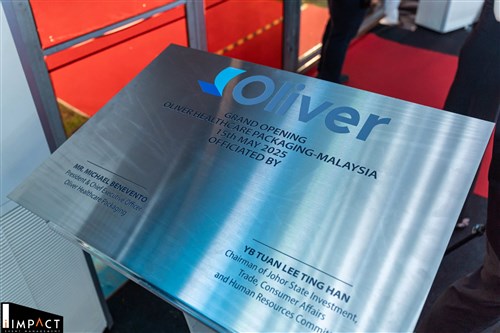 Oliver
GRAND OPENING
OLIVER HEALTHCARE PACKAGING-MALAYSIA
15th MAY 2025
OFFICIATED BY
MR. MICHAEL BENEVENTO
President & Chief Executive Officer
Oliver Healthcare Packaging
YB TUAN LEE TING HAN
Chairman of Johor State Investment,
Trade, Consumer Affairs
and Human Resources
IMPACT